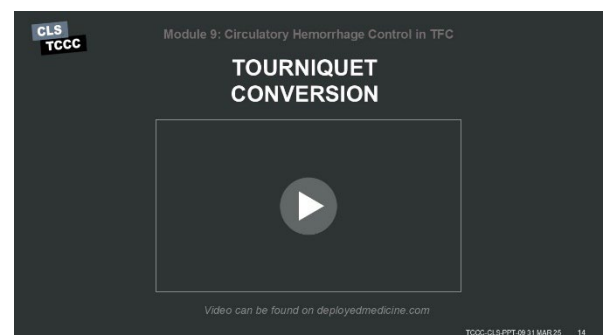 CLS
TCCC
Module 9: Circulatory Hemorrhage Control in TFC
TOURNIQUET
CONVERSION
Video can be found on deployedmedicine.com
TCCC-CLS-PPT-09 31 MAR 25 14